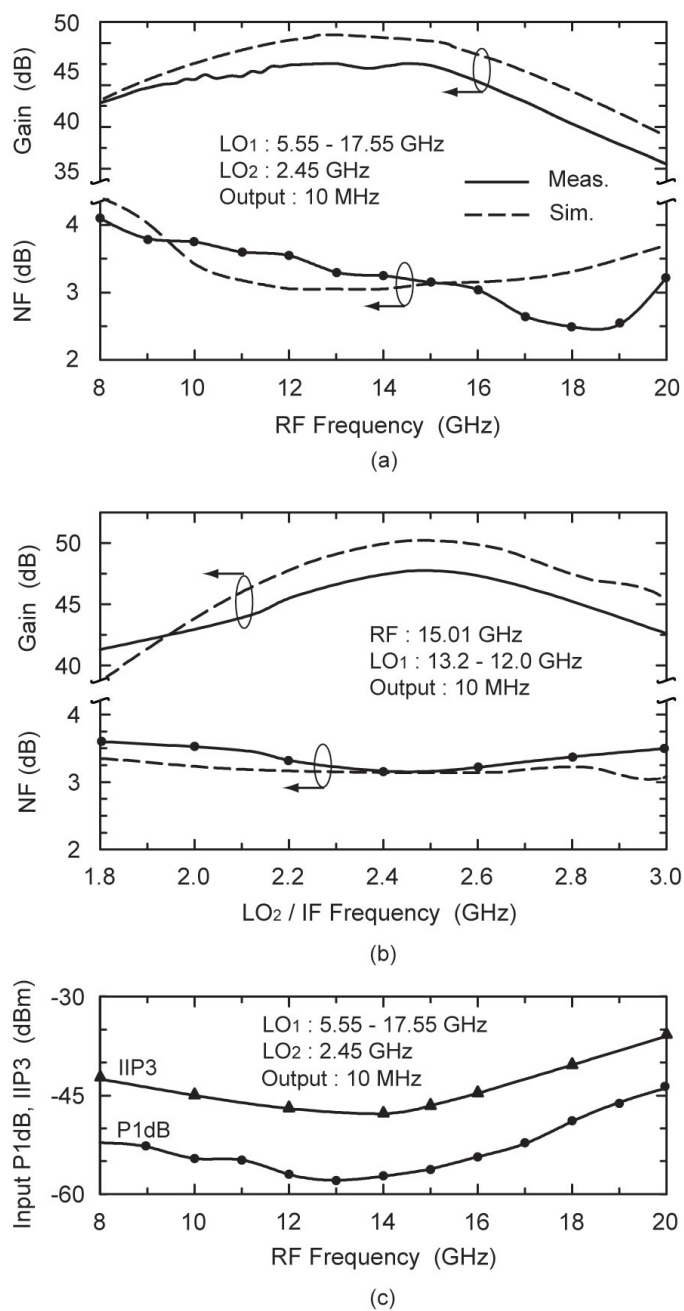 50
45
40
35
Gain (dB)
LO1 : 5.55 - 17.55 GHz
LO2 : 2.45 GHz
Output : 10 MHz
Meas.
Sim.
4
3
2
NF (dB)
8 10 12 14 16 18 20
RF Frequency (GHz)
(a)
50
45
40
Gain (dB)
RF : 15.01 GHz
LO1 : 13.2 - 12.0 GHz
Output : 10 MHz
4
3
2
NF (dB)
1.8 2.0 2.2 2.4 2.6 2.8 3.0
LO2 / IF Frequency (GHz)
(b)
-30
-45
-60
Input P1dB, IIP3 (dBm)
LO1 : 5.55 - 17.55 GHz
LO2 : 2.45 GHz
Output : 10 MHz
IIP3
P1dB
8 10 12 14 16 18 20
RF Frequency (GHz)
(c)